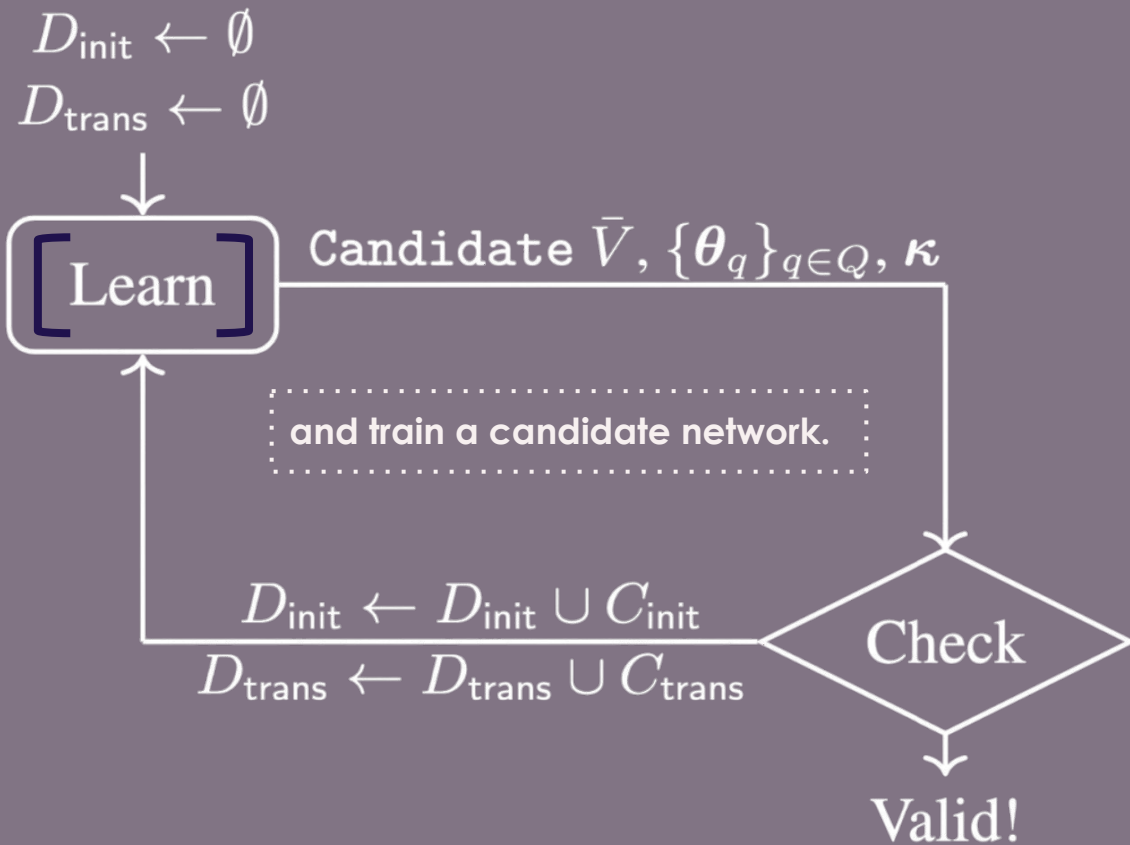 D_init ← ∅
D_trans ← ∅
Learn
Candidate V̄, {θ_q}_{q∈Q}, κ
and train a candidate network.
D_init ← D_init ∪ C_init
D_trans ← D_trans ∪ C_trans
Check
Valid!